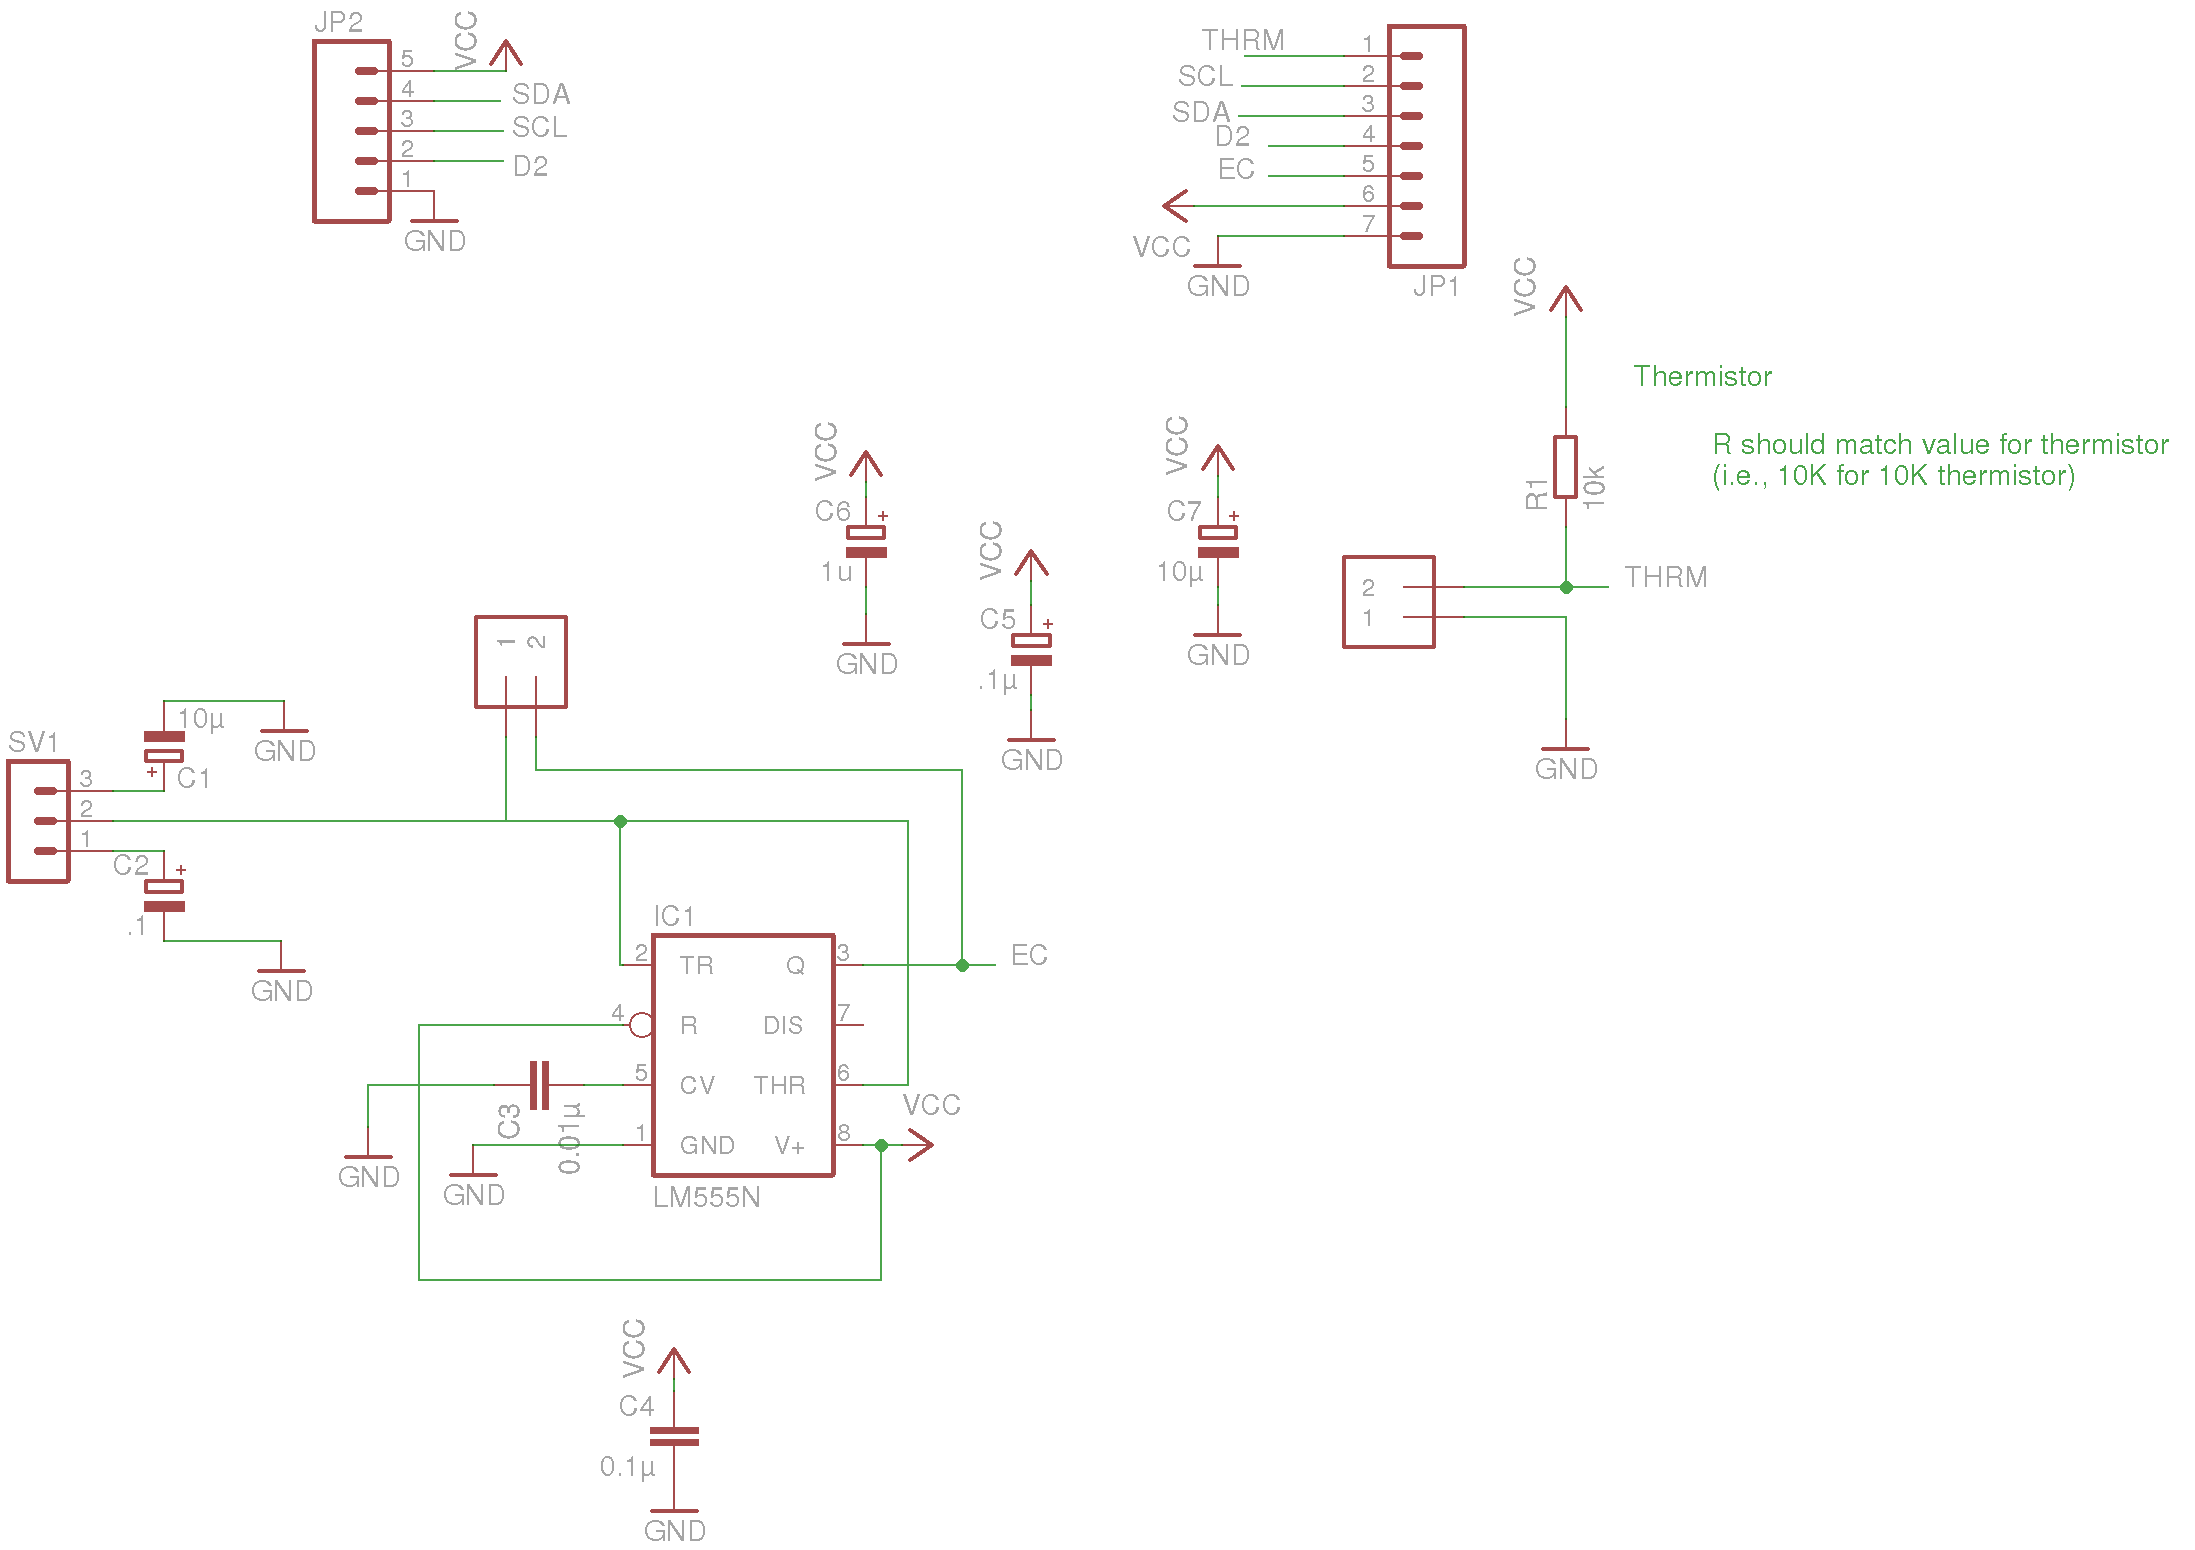 JP2
VCC
5
4
3
2
1
SDA
SCL
D2
GND
THRM
SCL
SDA
D2
EC
VCC
GND
1
2
3
4
5
6
7
JP1
VCC
Thermistor
R should match value for thermistor
(i.e., 10K for 10K thermistor)
R1
10k
2
1
THRM
GND
VCC
C6
+
1u
GND
VCC
C5
+
.1µ
GND
VCC
C7
+
10µ
GND
1
2
SV1
3
2
1
10µ
+
C1
GND
C2
+
.1
GND
IC1
2
TR
Q
3
EC
4
R
DIS
7
5
CV
THR
6
VCC
1
GND
V+
8
LM555N
C3
0.01µ
GND
GND
VCC
C4
0.1µ
GND